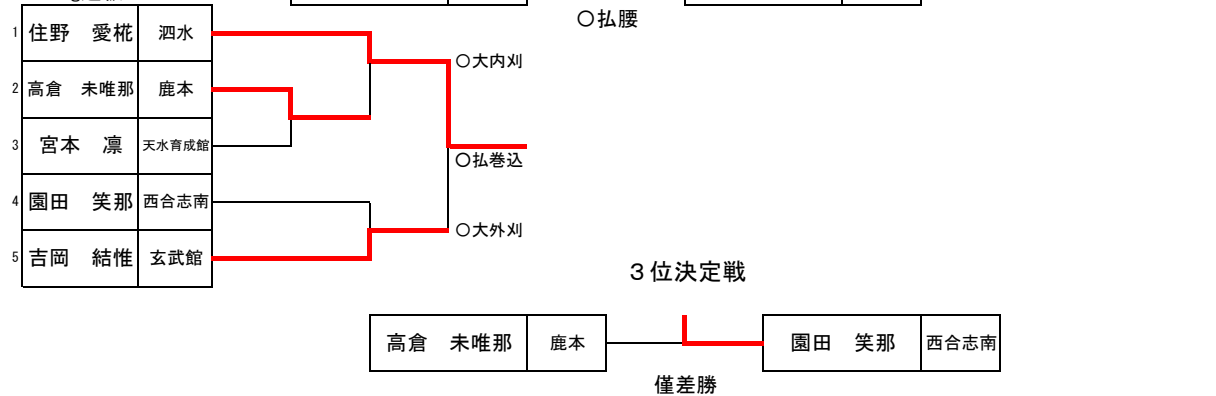 ○払腰
1 住野 愛椛 泗水
○大内刈
2 高倉 未唯那 鹿本
3 宮本 凛 天水育成館
○払巻込
4 園田 笑那 西合志南
○大外刈
5 吉岡 結惟 玄武館
３位決定戦
高倉 未唯那 鹿本 園田 笑那 西合志南
僅差勝